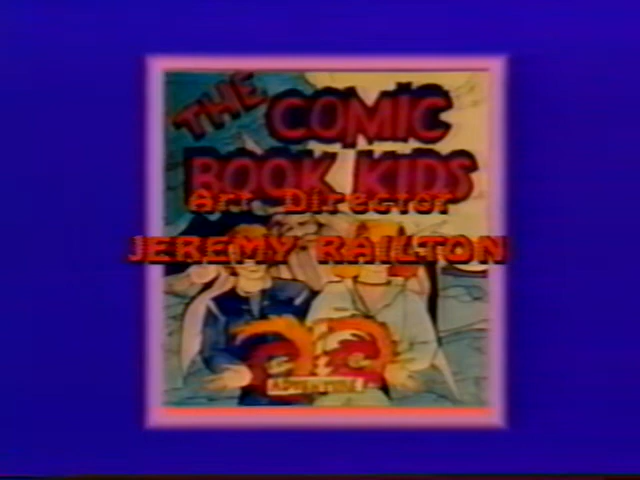 THE
COMIC
BOOK KIDS
Art Director
JEREMY RAILTON
ADVENTURE